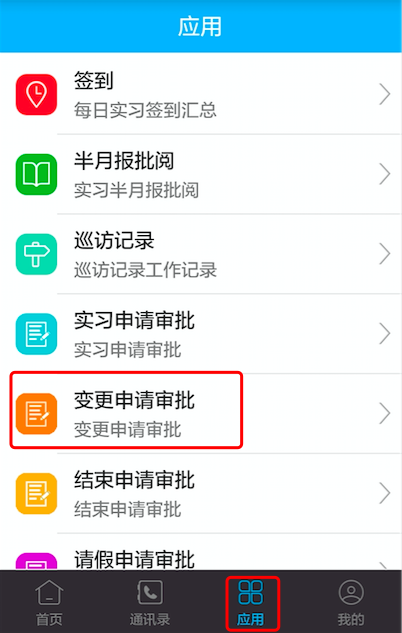 应用
签到
每日实习签到汇总
半月报批阅
实习半月报批阅
巡访记录
巡访记录工作记录
实习申请审批
实习申请审批
变更申请审批
变更申请审批
结束申请审批
结束申请审批
请假申请审批
首页
通讯录
应用
我的